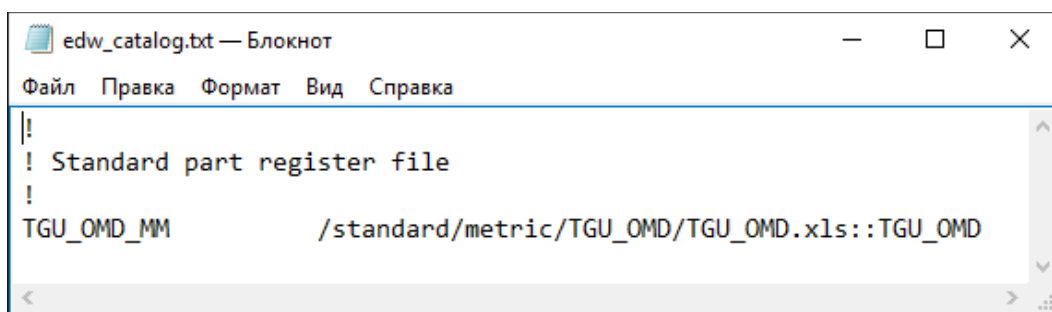 edw_catalog.txt — Блокнот
Файл Правка Формат Вид Справка
!
! Standard part register file
!
TGU_OMD_MM /standard/metric/TGU_OMD/TGU_OMD.xls::TGU_OMD